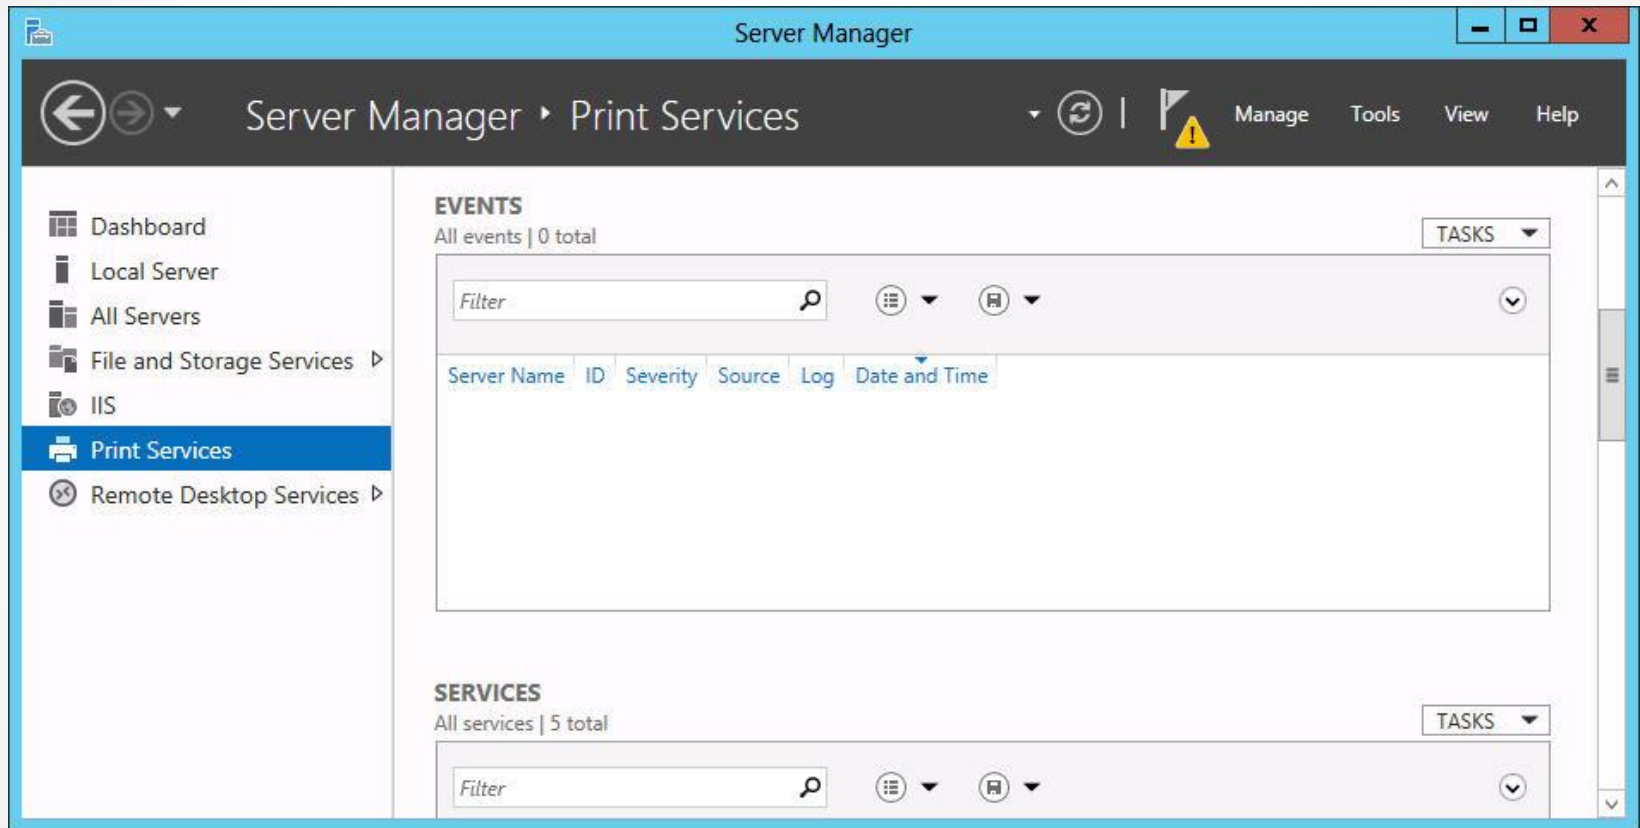 Server Manager
Server Manager ‣ Print Services
Manage Tools View Help
Dashboard
Local Server
All Servers
File and Storage Services
IIS
Print Services
Remote Desktop Services
EVENTS
All events | 0 total
TASKS
Filter
Server Name ID Severity Source Log Date and Time
SERVICES
All services | 5 total
TASKS
Filter